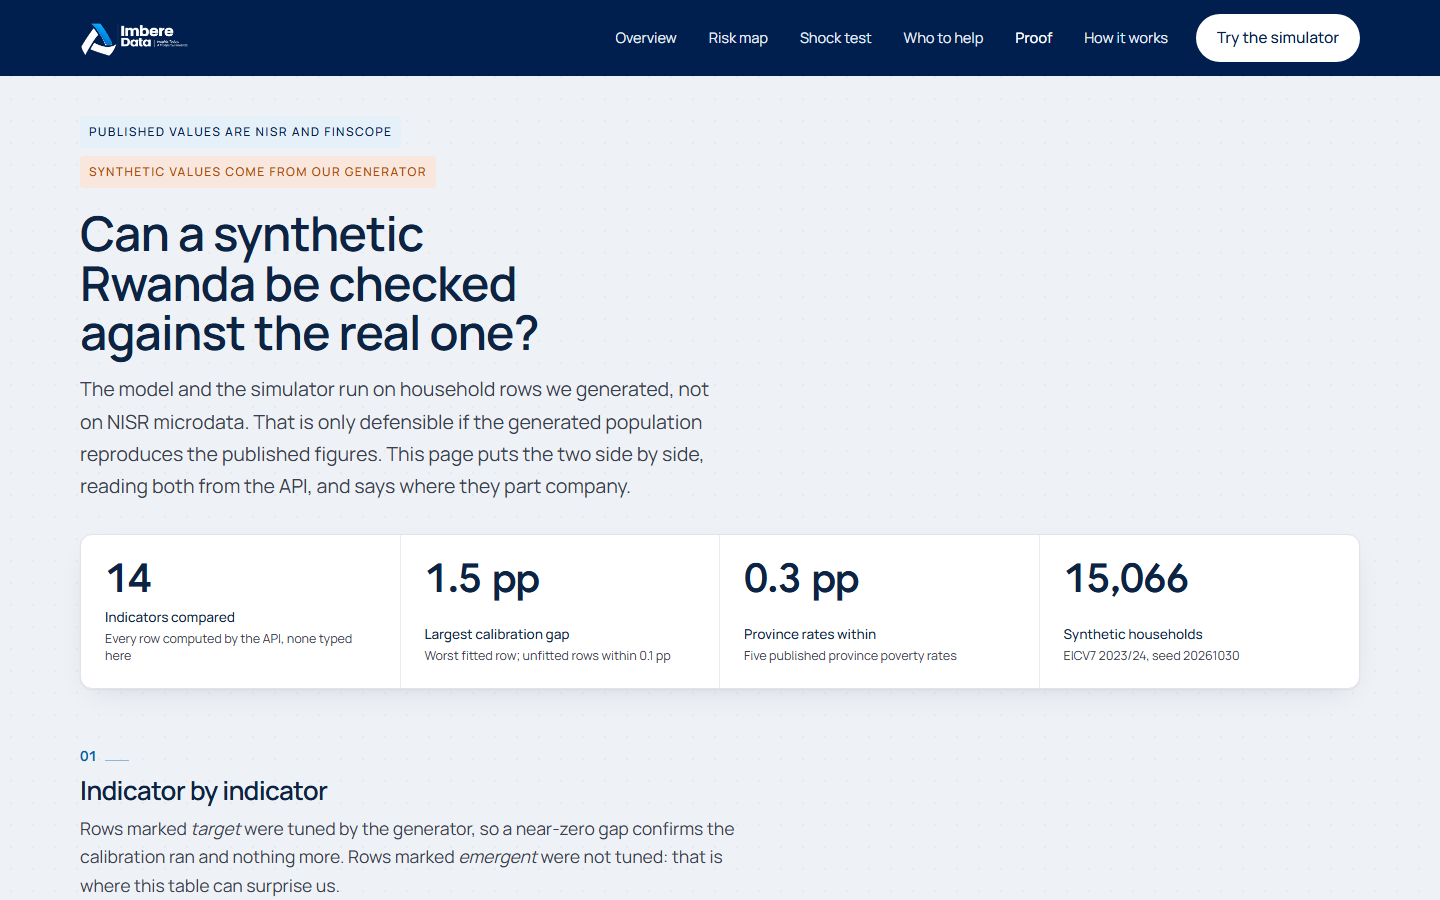 Imbere
Data
Overview
Risk map
Shock test
Who to help
Proof
How it works
Try the simulator
PUBLISHED VALUES ARE NISR AND FINSCOPE
SYNTHETIC VALUES COME FROM OUR GENERATOR
Can a synthetic
Rwanda be checked
against the real one?
The model and the simulator run on household rows we generated, not
on NISR microdata. That is only defensible if the generated population
reproduces the published figures. This page puts the two side by side,
reading both from the API, and says where they part company.
14
Indicators compared
Every row computed by the API, none typed
here
1.5 pp
Largest calibration gap
Worst fitted row; unfitted rows within 0.1 pp
0.3 pp
Province rates within
Five published province poverty rates
15,066
Synthetic households
EICV7 2023/24, seed 20261030
01
Indicator by indicator
Rows marked target were tuned by the generator, so a near-zero gap confirms the
calibration ran and nothing more. Rows marked emergent were not tuned: that is
where this table can surprise us.